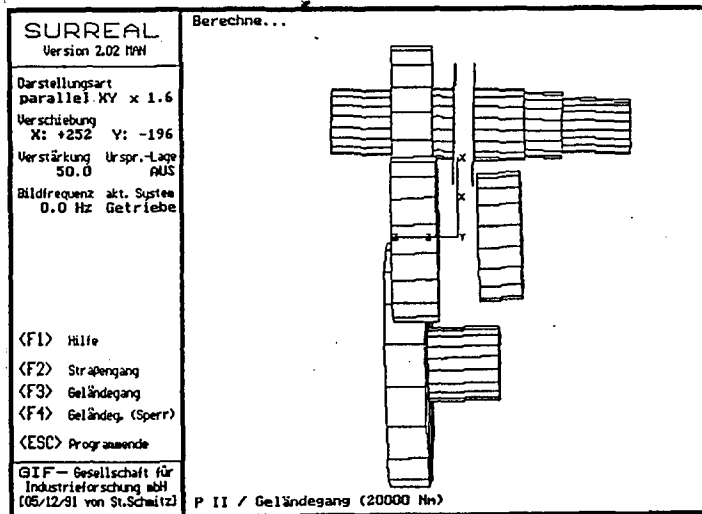 SURREAL
Version 2.02 MAN
Darstellungsart
parallel XY x 1.6
Verschiebung
X: +252 Y: -196
Verstärkung Urspr.-Lage
50.0 AUS
Bildfrequenz akt. System
0.0 Hz Getriebe
<F1> Hilfe
<F2> Straßengang
<F3> Geländegang
<F4> Geländeg. (Sperr)
<ESC> Programmende
GIF- Gesellschaft für
Industrieforschung mbH
[05/12/91 von St.Schmitz]
Berechne...
X
X
Y
P II / Geländegang (20000 Nm)